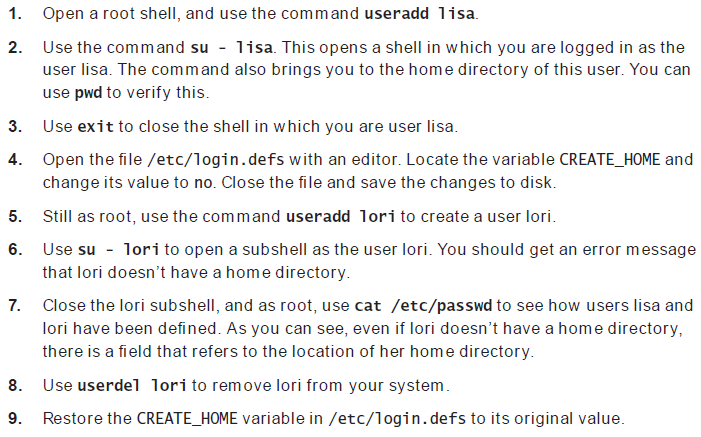 1. Open a root shell, and use the command useradd lisa.
2. Use the command su - lisa. This opens a shell in which you are logged in as the
user lisa. The command also brings you to the home directory of this user. You can
use pwd to verify this.
3. Use exit to close the shell in which you are user lisa.
4. Open the file /etc/login.defs with an editor. Locate the variable CREATE_HOME and
change its value to no. Close the file and save the changes to disk.
5. Still as root, use the command useradd lori to create a user lori.
6. Use su - lori to open a subshell as the user lori. You should get an error message
that lori doesn’t have a home directory.
7. Close the lori subshell, and as root, use cat /etc/passwd to see how users lisa and
lori have been defined. As you can see, even if lori doesn’t have a home directory,
there is a field that refers to the location of her home directory.
8. Use userdel lori to remove lori from your system.
9. Restore the CREATE_HOME variable in /etc/login.defs to its original value.